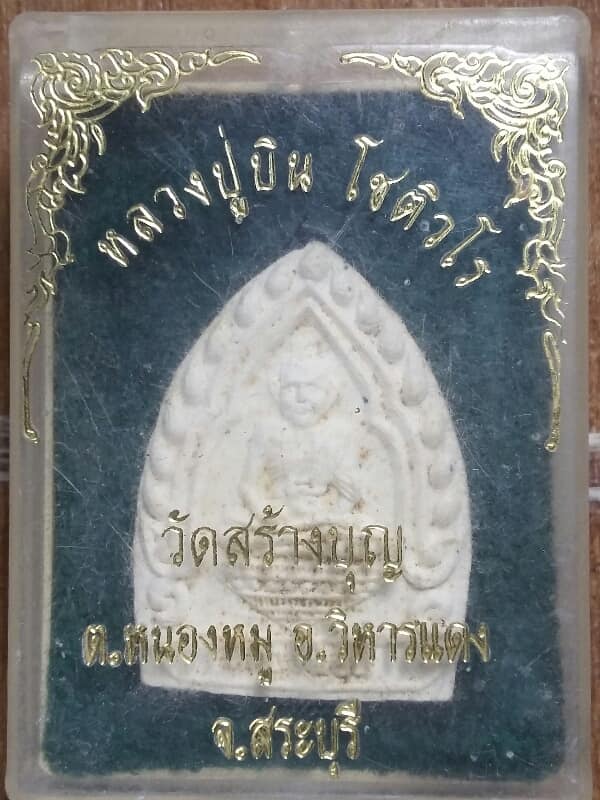 หลวงปู่บิน โชติวโร
วัดสร้างบุญ
ต.หนองหมู อ.วิหารแดง
จ.สระบุรี